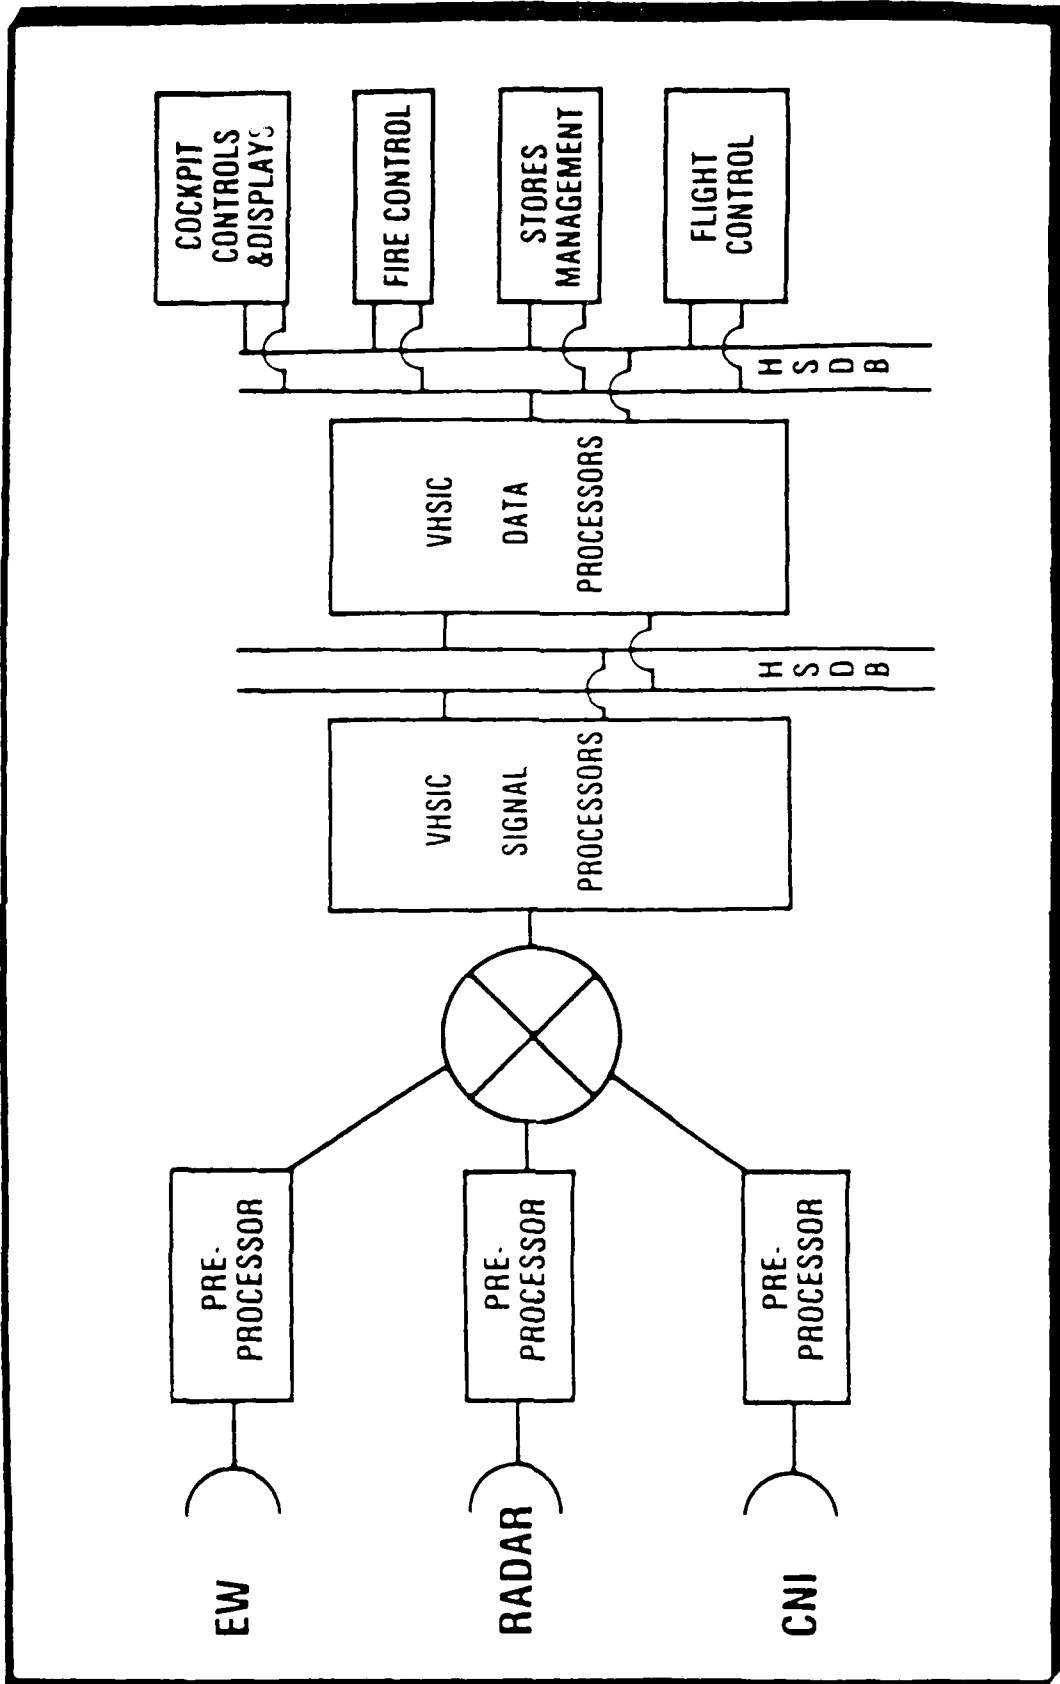 EW
RADAR
CNI
PRE-
PROCESSOR
PRE-
PROCESSOR
PRE-
PROCESSOR
VHSIC
SIGNAL
PROCESSORS
H
S
D
B
VHSIC
DATA
PROCESSORS
H
S
D
B
COCKPIT
CONTROLS
&DISPLAYS
FIRE CONTROL
STORES
MANAGEMENT
FLIGHT
CONTROL